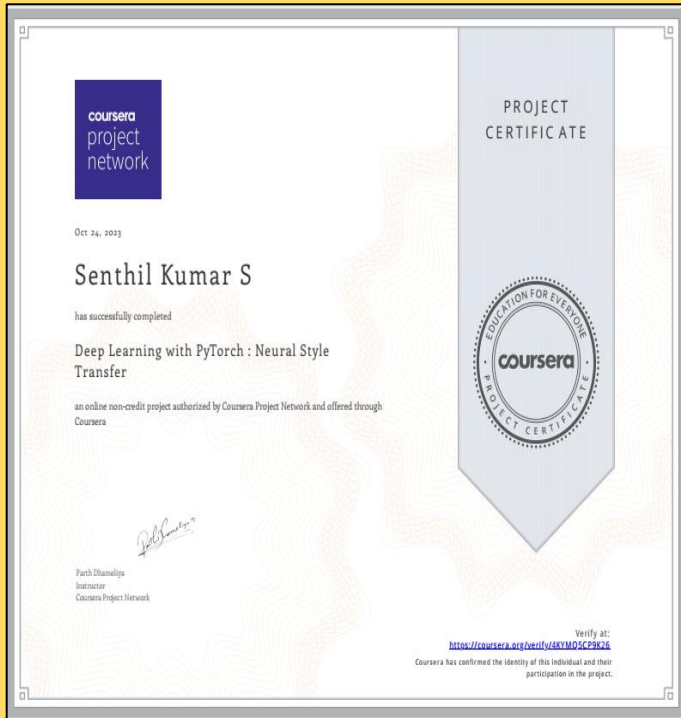 coursera
project
network
PROJECT
CERTIFICATE
Oct 24, 2023
Senthil Kumar S
has successfully completed
Deep Learning with PyTorch : Neural Style
Transfer
an online non-credit project authorized by Coursera Project Network and offered through
Coursera
EDUCATION FOR EVERYONE
coursera
PROJECT CERTIFICATE
Parth Dhameliya
Instructor
Coursera Project Network
Verify at:
https://coursera.org/verify/4KYMQ5CP9K26
Coursera has confirmed the identity of this individual and their
participation in the project.